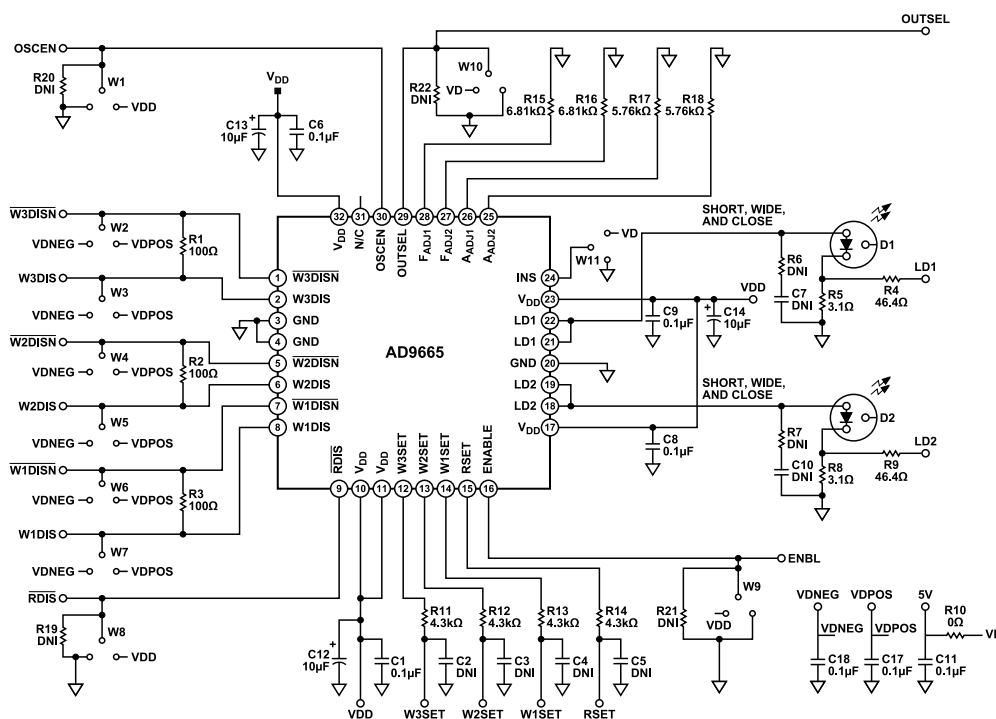 OUTSEL
OSCEN
R20
DNI
W1
VDD
VDD
C13
10µF
C6
0.1µF
R22
DNI
W10
VD
R15
6.81kΩ
R16
6.81kΩ
R17
5.76kΩ
R18
5.76kΩ
W3DISN
W2
VDNEG
VDPOS
R1
100Ω
W3DIS
W3
VDNEG
VDPOS
W2DISN
W4
VDNEG
VDPOS
R2
100Ω
W2DIS
W5
VDNEG
VDPOS
W1DISN
W6
VDNEG
VDPOS
R3
100Ω
W1DIS
W7
VDNEG
VDPOS
RDIS
R19
DNI
W8
VDD
32 31 30 29 28 27 26 25
VDD
N/C
OSCEN
OUTSEL
FADJ1
FADJ2
AADJ1
AADJ2
1 W3DISN
2 W3DIS
3 GND
4 GND
5 W2DISN
6 W2DIS
7 W1DISN
8 W1DIS
AD9665
INS 24
VDD 23
LD1 22
LD1 21
GND 20
LD2 19
LD2 18
VDD 17
RDIS
VDD
VDD
W3SET
W2SET
W1SET
RSET
ENABLE
9 10 11 12 13 14 15 16
VD
W11
VDD
C9
0.1µF
C14
10µF
C8
0.1µF
SHORT, WIDE,
AND CLOSE
D1
R6
DNI
C7
DNI
R5
3.1Ω
LD1
R4
46.4Ω
SHORT, WIDE,
AND CLOSE
D2
R7
DNI
C10
DNI
R8
3.1Ω
LD2
R9
46.4Ω
ENBL
R21
DNI
W9
VDD
R11
4.3kΩ
R12
4.3kΩ
R13
4.3kΩ
R14
4.3kΩ
C12
10µF
C1
0.1µF
C2
DNI
C3
DNI
C4
DNI
C5
DNI
VDD
W3SET
W2SET
W1SET
RSET
VDNEG
VDPOS
5V
R10
0Ω
VDNEG
VDPOS
C18
0.1µF
C17
0.1µF
C11
0.1µF